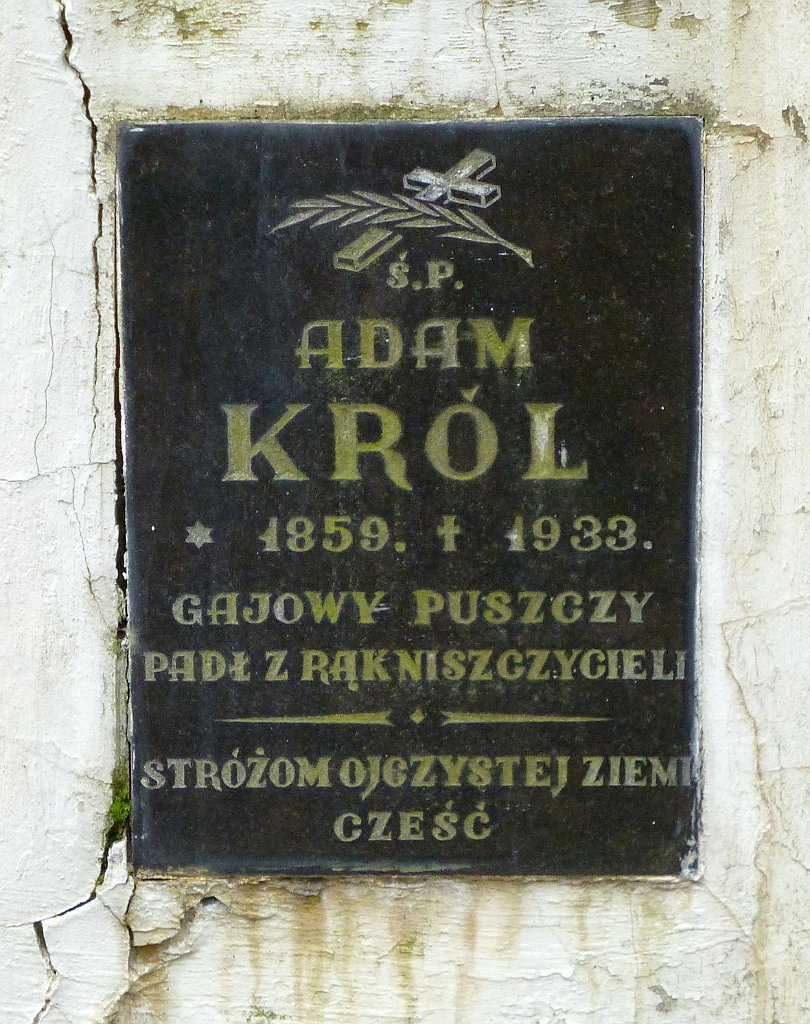 Ś.P.
ADAM
KRÓL
* 1859. † 1933.
GAJOWY PUSZCZY
PADŁ Z RĄK NISZCZYCIELI
STRÓŻOM OJCZYSTEJ ZIEMI
CZEŚĆ